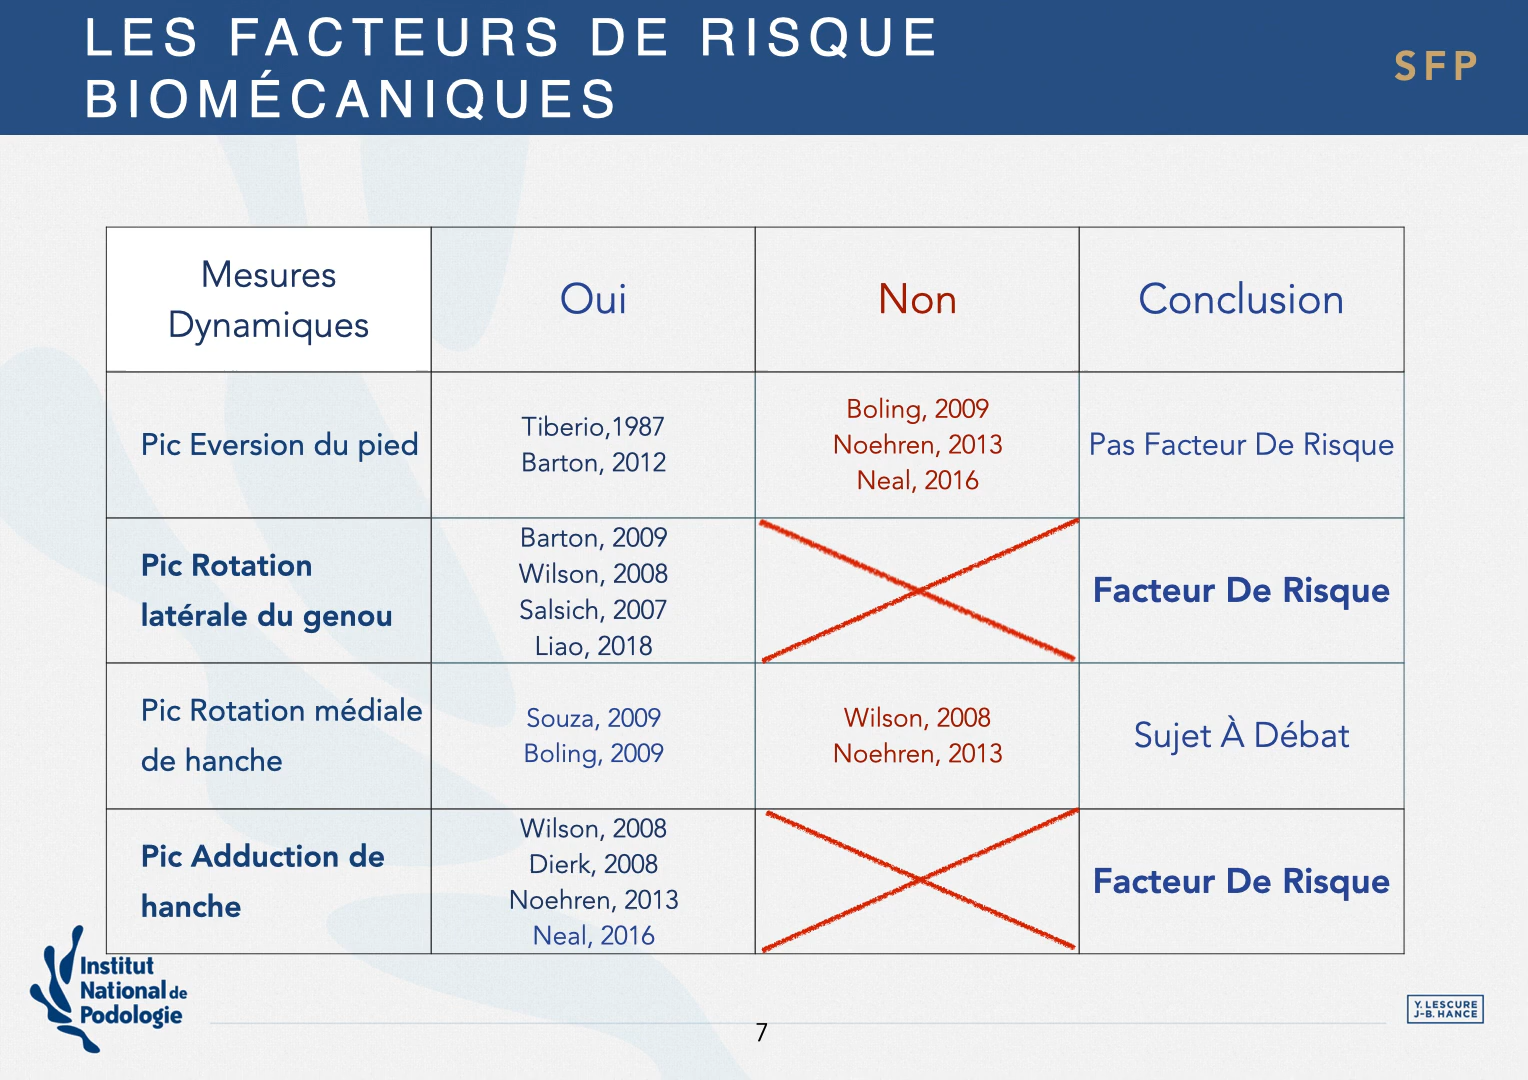 LES FACTEURS DE RISQUE
BIOMÉCANIQUES
SFP
Mesures
Dynamiques
Oui
Non
Conclusion
Pic Eversion du pied
Tiberio,1987
Barton, 2012
Boling, 2009
Noehren, 2013
Neal, 2016
Pas Facteur De Risque
Pic Rotation
latérale du genou
Barton, 2009
Wilson, 2008
Salsich, 2007
Liao, 2018
Facteur De Risque
Pic Rotation médiale
de hanche
Souza, 2009
Boling, 2009
Wilson, 2008
Noehren, 2013
Sujet À Débat
Pic Adduction de
hanche
Wilson, 2008
Dierk, 2008
Noehren, 2013
Neal, 2016
Facteur De Risque
Institut
National de
Podologie
7
Y. LESCURE
J-B. HANCE